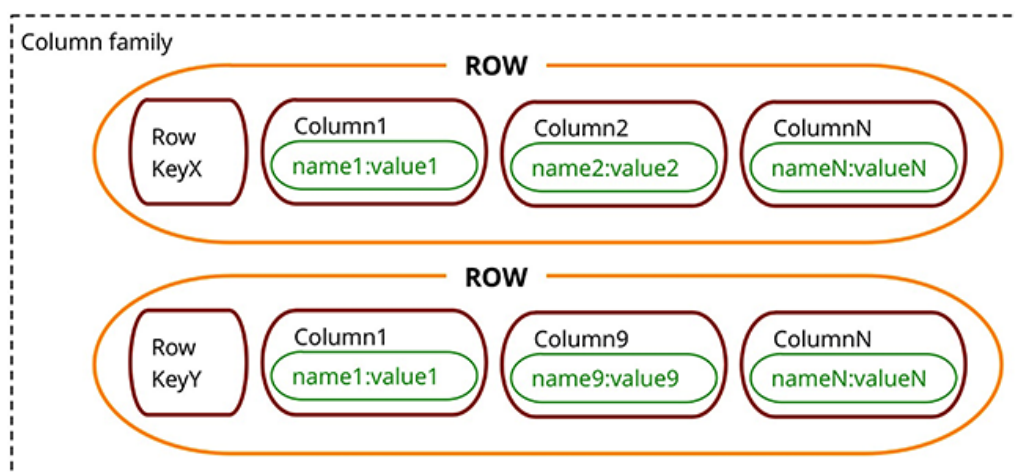 Column family
ROW
Row
KeyX
Column1
name1:value1
Column2
name2:value2
ColumnN
nameN:valueN
ROW
Row
KeyY
Column1
name1:value1
Column9
name9:value9
ColumnN
nameN:valueN